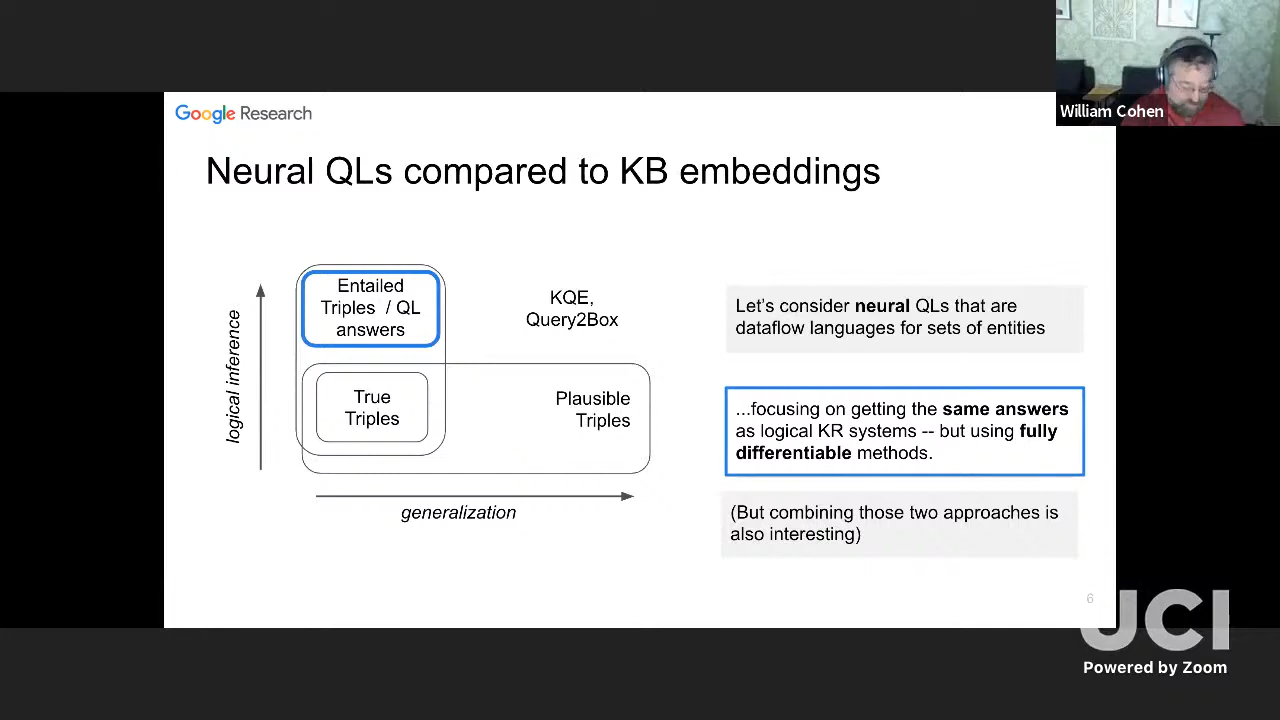 William Cohen
Google Research
Neural QLs compared to KB embeddings
logical inference
Entailed
Triples / QL
answers
KQE,
Query2Box
True
Triples
Plausible
Triples
generalization
Let's consider neural QLs that are
dataflow languages for sets of entities
...focusing on getting the same answers
as logical KR systems -- but using fully
differentiable methods.
(But combining those two approaches is
also interesting)
6
UCI
Powered by Zoom